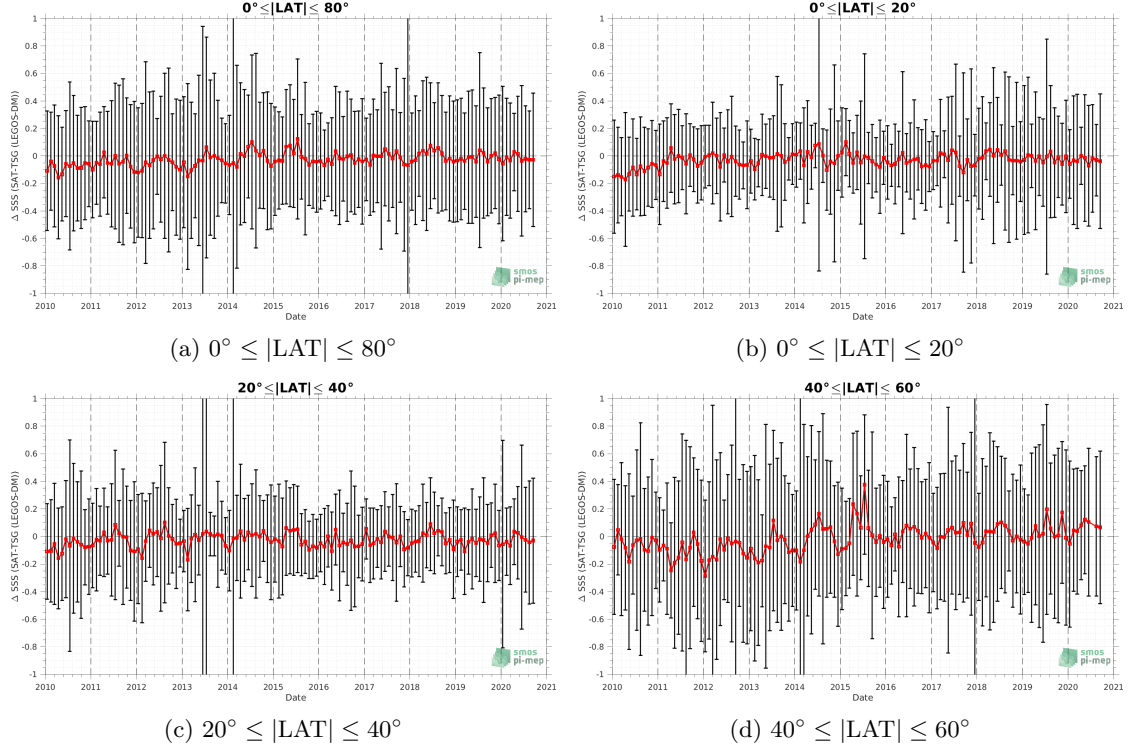 0°≤|LAT|≤ 80°
1
0.8
0.6
0.4
0.2
0
-0.2
-0.4
-0.6
-0.8
-1
Δ SSS (SAT-TSG (LEGOS-DM))
2010 2011 2012 2013 2014 2015 2016 2017 2018 2019 2020 2021
Date
smos
pi-mep
(a) 0° ≤ |LAT| ≤ 80°
0°≤|LAT|≤ 20°
1
0.8
0.6
0.4
0.2
0
-0.2
-0.4
-0.6
-0.8
-1
Δ SSS (SAT-TSG (LEGOS-DM))
2010 2011 2012 2013 2014 2015 2016 2017 2018 2019 2020 2021
Date
smos
pi-mep
(b) 0° ≤ |LAT| ≤ 20°
20°≤|LAT|≤ 40°
1
0.8
0.6
0.4
0.2
0
-0.2
-0.4
-0.6
-0.8
-1
Δ SSS (SAT-TSG (LEGOS-DM))
2010 2011 2012 2013 2014 2015 2016 2017 2018 2019 2020 2021
Date
smos
pi-mep
(c) 20° ≤ |LAT| ≤ 40°
40°≤|LAT|≤ 60°
1
0.8
0.6
0.4
0.2
0
-0.2
-0.4
-0.6
-0.8
-1
Δ SSS (SAT-TSG (LEGOS-DM))
2010 2011 2012 2013 2014 2015 2016 2017 2018 2019 2020 2021
Date
smos
pi-mep
(d) 40° ≤ |LAT| ≤ 60°